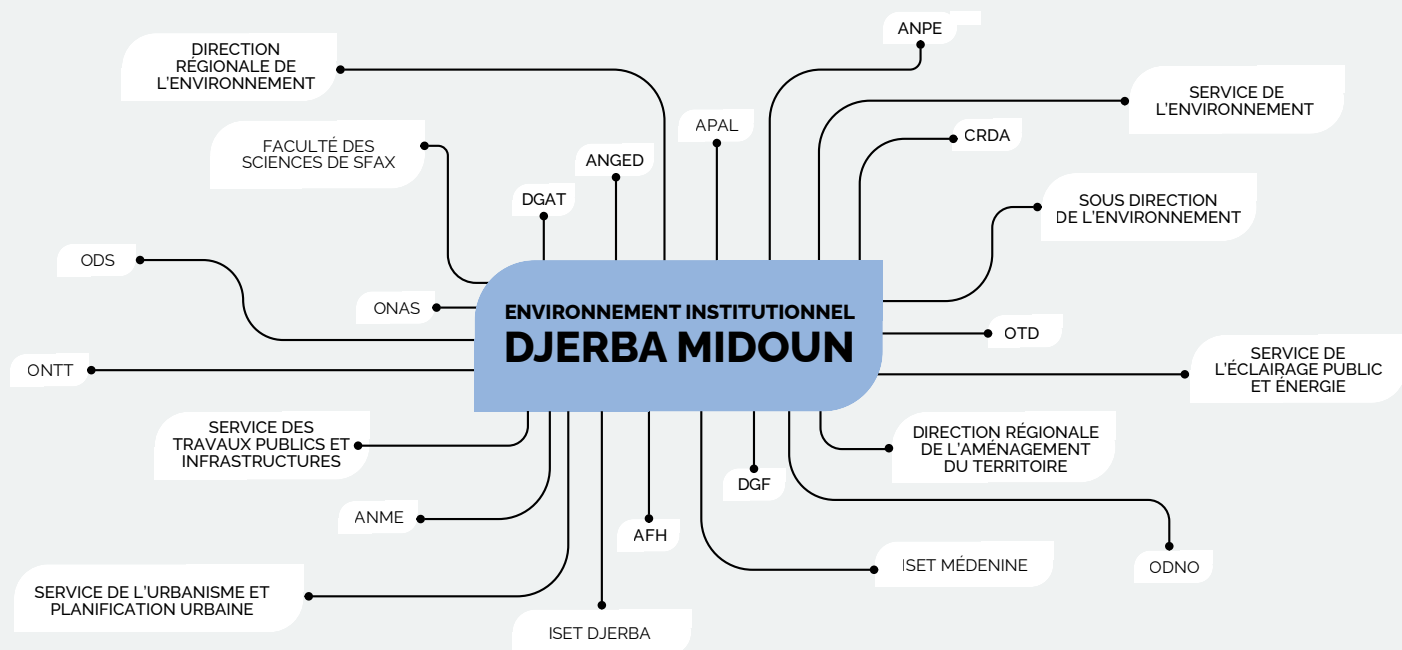 ANPE
DIRECTION
RÉGIONALE DE
L'ENVIRONNEMENT
SERVICE DE
L'ENVIRONNEMENT
APAL
CRDA
FACULTÉ DES
SCIENCES DE SFAX
ANGED
DGAT
SOUS DIRECTION
DE L'ENVIRONNEMENT
ODS
ONAS
ENVIRONNEMENT INSTITUTIONNEL
DJERBA MIDOUN
OTD
ONTT
SERVICE DE
L'ÉCLAIRAGE PUBLIC
ET ÉNERGIE
SERVICE DES
TRAVAUX PUBLICS ET
INFRASTRUCTURES
DIRECTION RÉGIONALE
DE L'AMÉNAGEMENT
DU TERRITOIRE
DGF
ANME
AFH
ISET MÉDENINE
ODNO
SERVICE DE L'URBANISME ET
PLANIFICATION URBAINE
ISET DJERBA